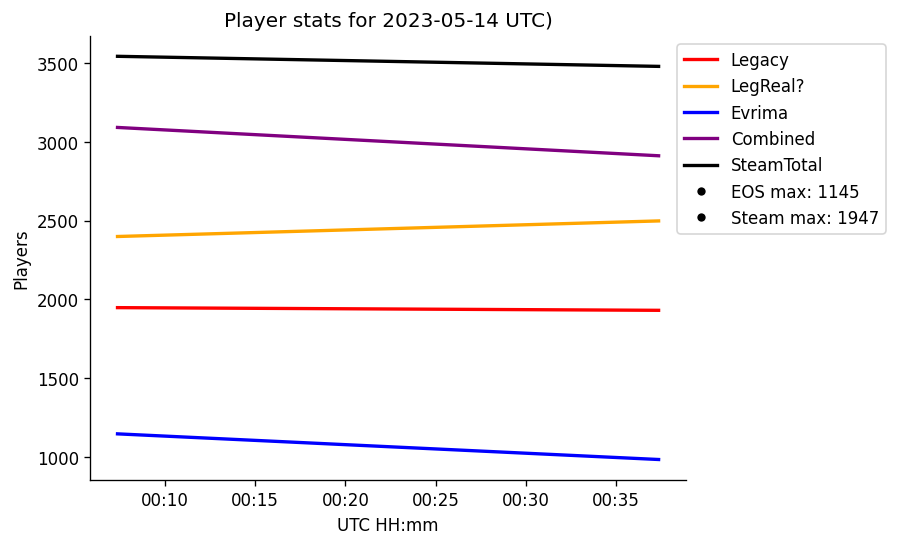 Player stats for 2023-05-14 UTC)
Legacy
LegReal?
Evrima
Combined
SteamTotal
EOS max: 1145
Steam max: 1947
Players
3500
3000
2500
2000
1500
1000
00:10 00:15 00:20 00:25 00:30 00:35
UTC HH:mm